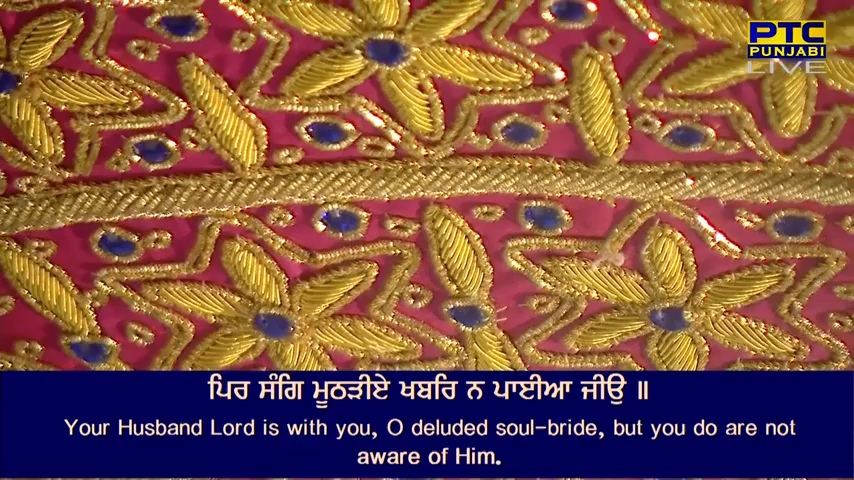 PTC
PUNJABI
LIVE
ਪਿਰ ਸੰਗਿ ਮੂਠੜੀਏ ਖਬਰਿ ਨ ਪਾਈਆ ਜੀਉ ॥
Your Husband Lord is with you, O deluded soul-bride, but you do are not
aware of Him.